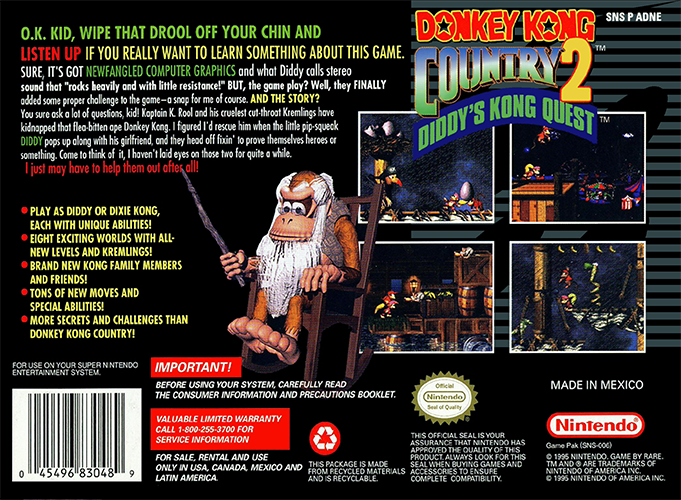 O.K. KID, WIPE THAT DROOL OFF YOUR CHIN AND
LISTEN UP IF YOU REALLY WANT TO LEARN SOMETHING ABOUT THIS GAME.
SURE, IT'S GOT NEWFANGLED COMPUTER GRAPHICS and what Diddy calls stereo
sound that "rocks heavily and with little resistance!" BUT, the game play? Well, they FINALLY
added some proper challenge to the game—a snap for me of course. AND THE STORY?
You sure ask a lot of questions, kid! Kaptain K. Rool and his cruelest cut-throat Kremlings have
kidnapped that flea-bitten ape Donkey Kong. I figured I'd rescue him when the little pip-squeak
DIDDY pops up along with his girlfriend, and they head off fixin' to prove themselves heroes or
something. Come to think of it, I haven't laid eyes on those two for quite a while.
I just may have to help them out after all!
• PLAY AS DIDDY OR DIXIE KONG,
EACH WITH UNIQUE ABILITIES!
• EIGHT EXCITING WORLDS WITH ALL-
NEW LEVELS AND KREMLINGS!
• BRAND NEW KONG FAMILY MEMBERS
AND FRIENDS!
• TONS OF NEW MOVES AND
SPECIAL ABILITIES!
• MORE SECRETS AND CHALLENGES THAN
DONKEY KONG COUNTRY!
SNS P ADNE
DONKEY KONG
COUNTRY 2 ™
DIDDY'S KONG QUEST ™
FOR USE ON YOUR SUPER NINTENDO
ENTERTAINMENT SYSTEM.
0 45496 83048 9
IMPORTANT!
BEFORE USING YOUR SYSTEM, CAREFULLY READ
THE CONSUMER INFORMATION AND PRECAUTIONS BOOKLET.
VALUABLE LIMITED WARRANTY
CALL 1-800-255-3700 FOR
SERVICE INFORMATION
FOR SALE, RENTAL AND USE
ONLY IN USA, CANADA, MEXICO AND
LATIN AMERICA.
THIS PACKAGE IS MADE
FROM RECYCLED MATERIALS
AND IS RECYCLABLE.
Official
Nintendo
Seal of Quality
THIS OFFICIAL SEAL IS YOUR
ASSURANCE THAT NINTENDO HAS
APPROVED THE QUALITY OF THIS
PRODUCT. ALWAYS LOOK FOR THIS
SEAL WHEN BUYING GAMES AND
ACCESSORIES TO ENSURE
COMPLETE COMPATIBILITY.
MADE IN MEXICO
Nintendo®
Game Pak (SNS-006)
© 1995 NINTENDO. GAME BY RARE.
TM AND ® ARE TRADEMARKS OF
NINTENDO OF AMERICA INC.
© 1995 NINTENDO OF AMERICA INC.